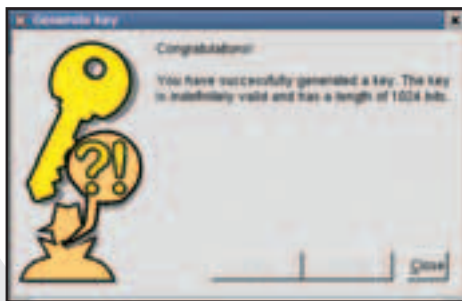 Generate Key
Congratulations!
You have successfully generated a key. The key
is indefinitely valid and has a length of 1024 bits.
?!
Close